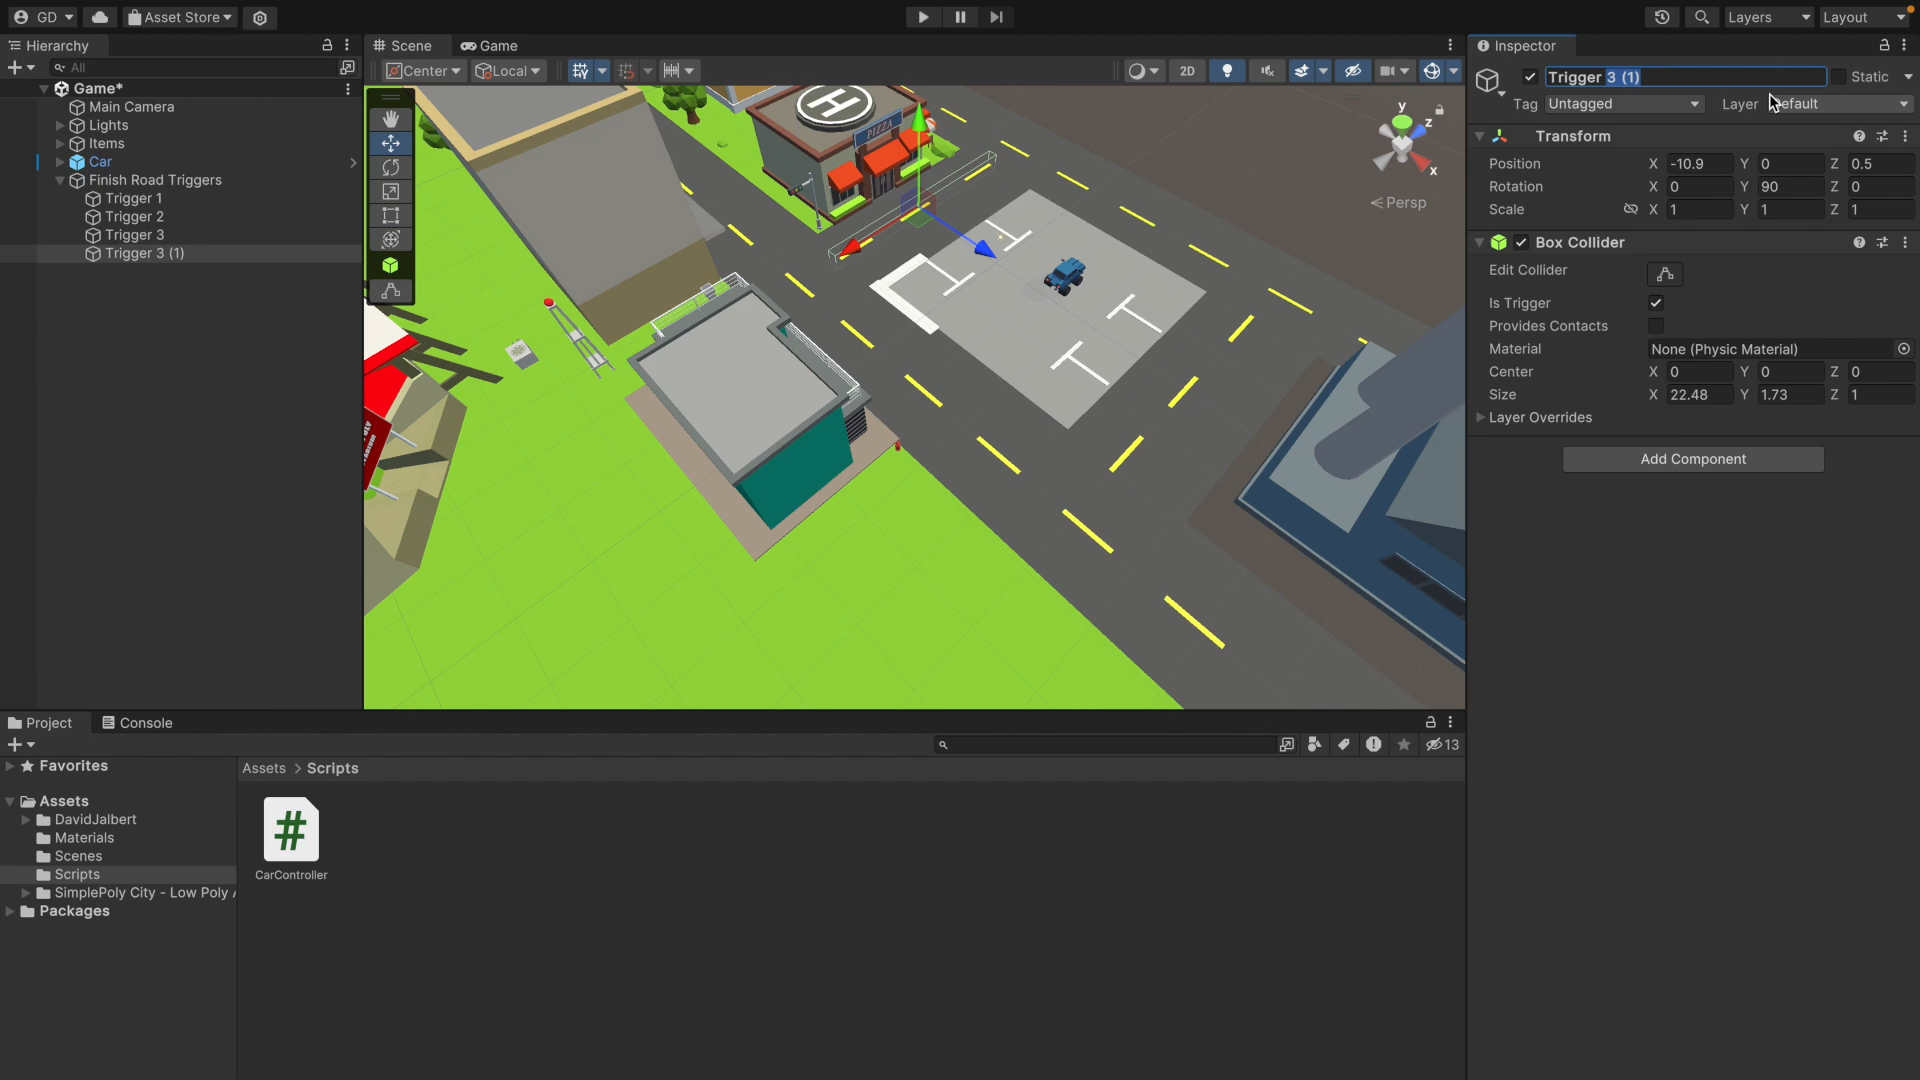 GD
Asset Store
Layers
Layout
Hierarchy
All
Game*
Main Camera
Lights
Items
Car
Finish Road Triggers
Trigger 1
Trigger 2
Trigger 3
Trigger 3 (1)
Scene
Game
Center
Local
2D
H
PIZZA
y
z
x
Persp
Inspector
Trigger 3 (1)
Static
Tag Untagged Layer Default
Transform
Position X -10.9 Y 0 Z 0.5
Rotation X 0 Y 90 Z 0
Scale X 1 Y 1 Z 1
Box Collider
Edit Collider
Is Trigger
Provides Contacts
Material None (Physic Material)
Center X 0 Y 0 Z 0
Size X 22.48 Y 1.73 Z 1
Layer Overrides
Add Component
Project
Console
13
Favorites
Assets
DavidJalbert
Materials
Scenes
Scripts
SimplePoly City - Low Poly
Packages
Assets > Scripts
#
CarController